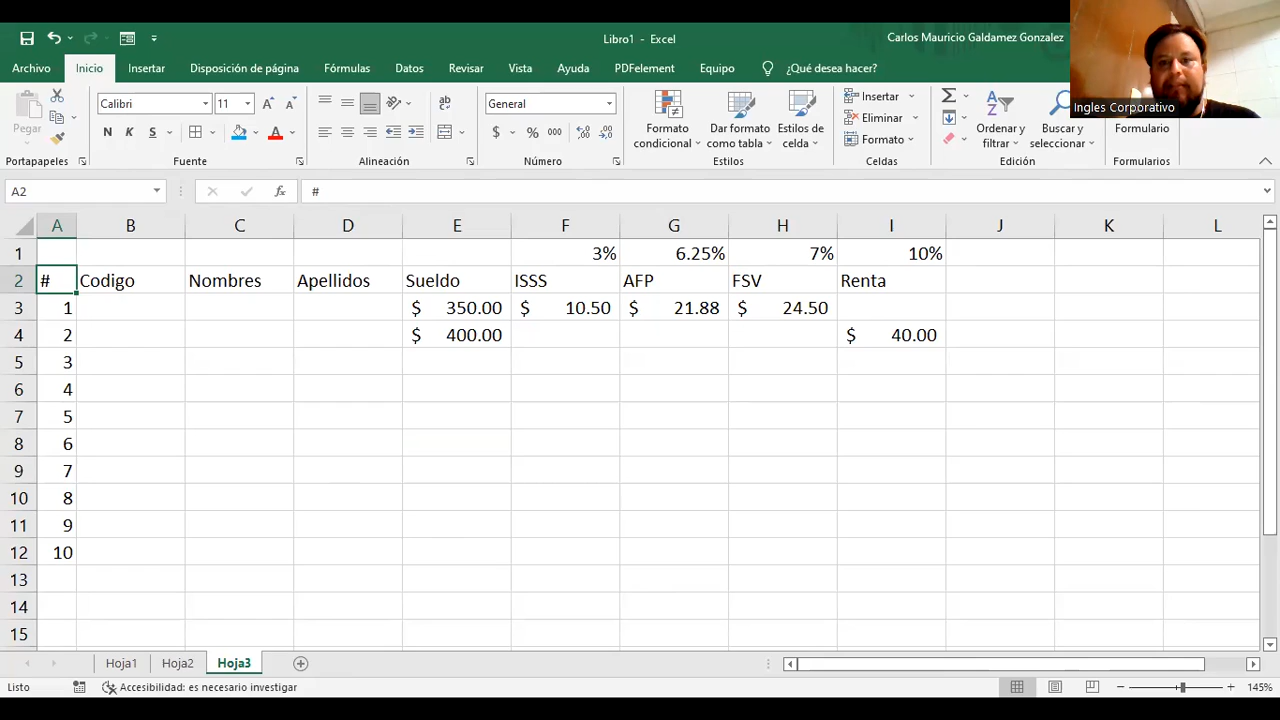 Libro1 - Excel
Carlos Mauricio Galdamez Gonzalez
Ingles Corporativo
Archivo Inicio Insertar Disposición de página Fórmulas Datos Revisar Vista Ayuda PDFelement Equipo ¿Qué desea hacer?
Pegar
Calibri 11
N K S
General
$ % 000
Formato condicional
Dar formato como tabla
Estilos de celda
Insertar
Eliminar
Formato
Ordenar y filtrar
Buscar y seleccionar
Formulario
Portapapeles Fuente Alineación Número Estilos Celdas Edición Formularios
A2 fx #
A B C D E F G H I J K L
1 3% 6.25% 7% 10%
2 # Codigo Nombres Apellidos Sueldo ISSS AFP FSV Renta
3 1 $ 350.00 $ 10.50 $ 21.88 $ 24.50
4 2 $ 400.00 $ 40.00
5 3
6 4
7 5
8 6
9 7
10 8
11 9
12 10
13
14
15
Hoja1 Hoja2 Hoja3
Listo Accesibilidad: es necesario investigar 145%